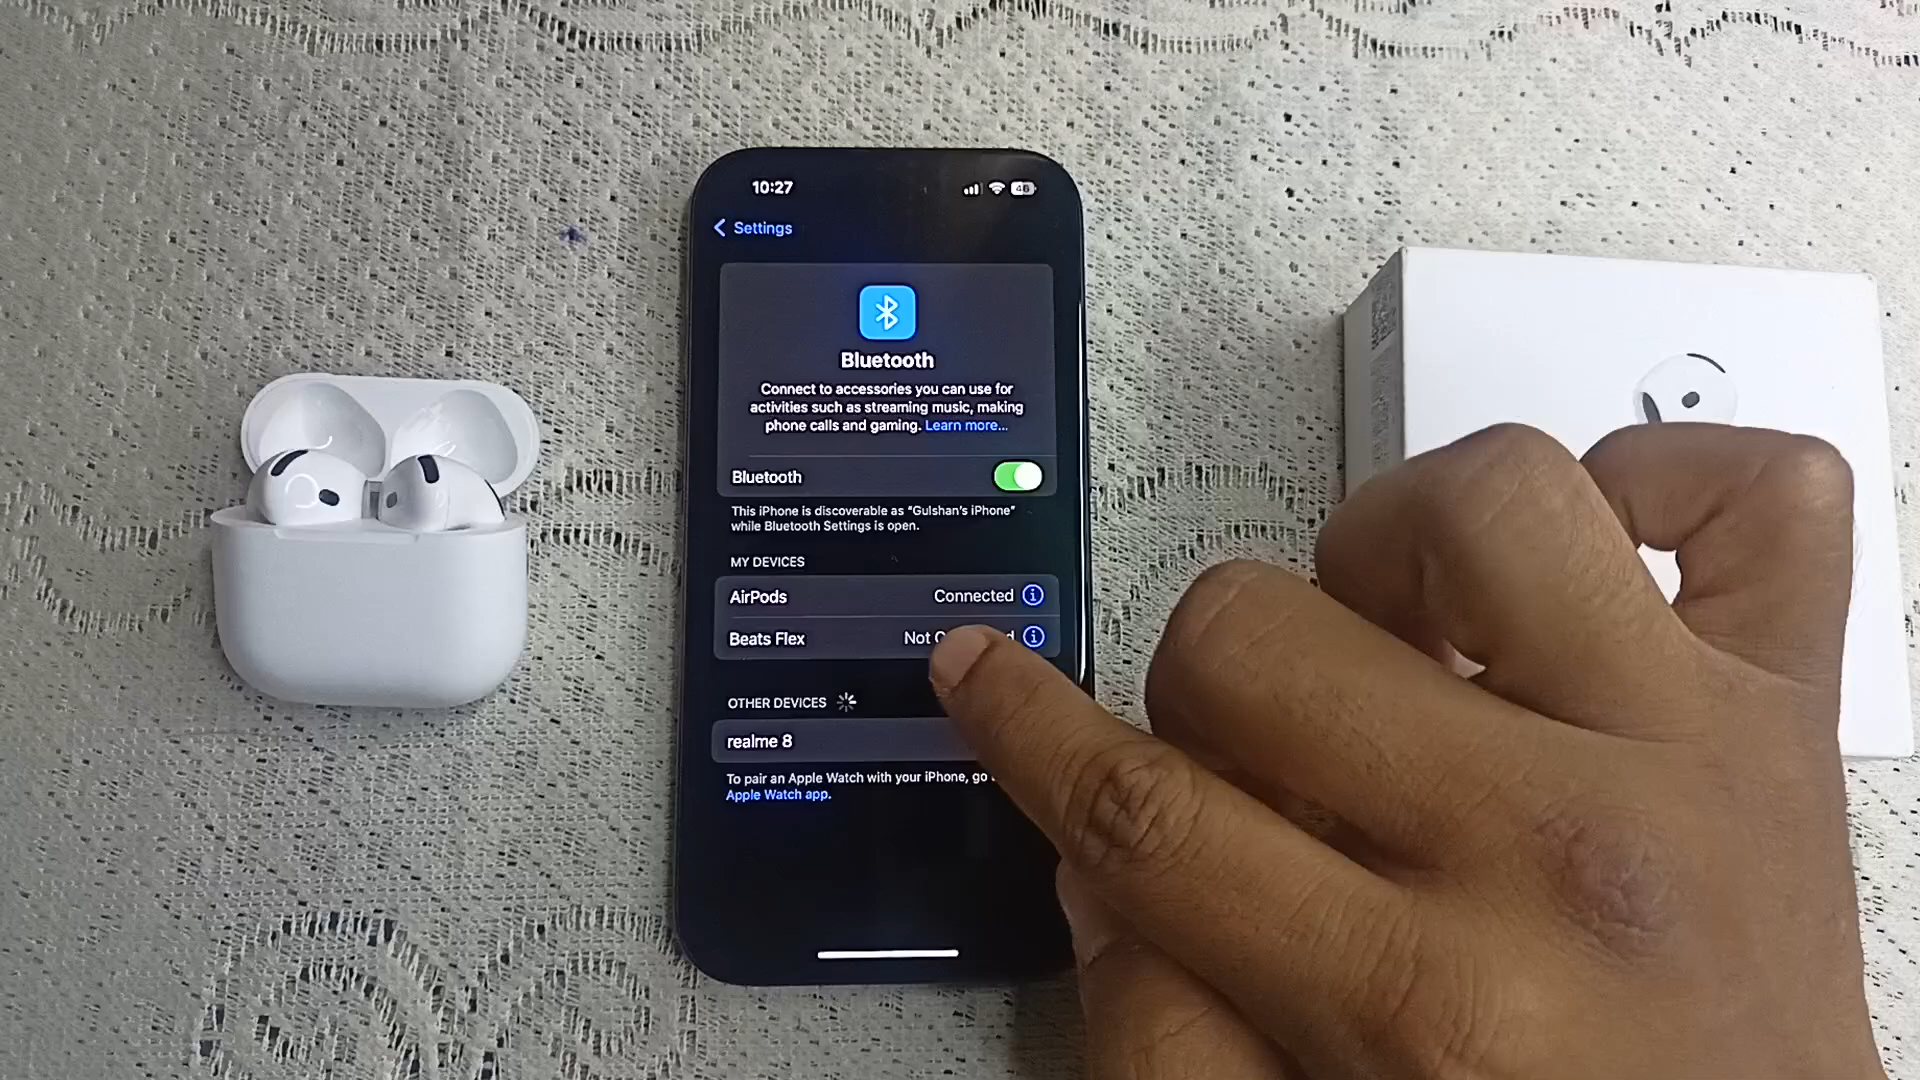 10:27
46
Settings
Bluetooth
Connect to accessories you can use for
activities such as streaming music, making
phone calls and gaming. Learn more...
Bluetooth
This iPhone is discoverable as “Gulshan's iPhone”
while Bluetooth Settings is open.
MY DEVICES
AirPods Connected
Beats Flex Not
OTHER DEVICES
realme 8
To pair an Apple Watch with your iPhone, go
Apple Watch app.